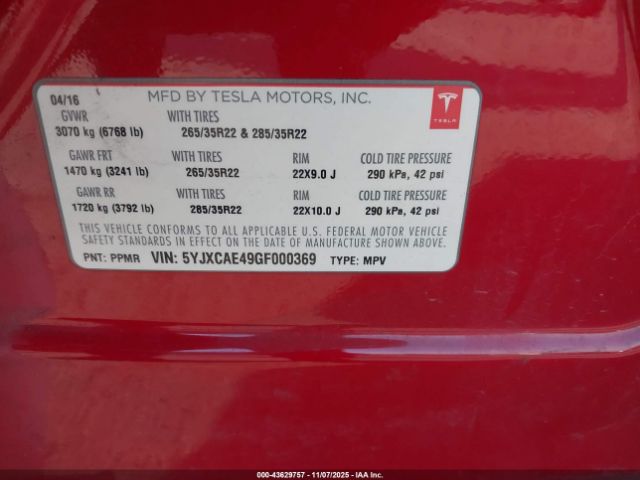 04/16 MFD BY TESLA MOTORS, INC.
GVWR WITH TIRES
3070 kg (6768 lb) 265/35R22 & 285/35R22
TESLA
GAWR FRT WITH TIRES RIM COLD TIRE PRESSURE
1470 kg (3241 lb) 265/35R22 22X9.0 J 290 kPa, 42 psi
GAWR RR WITH TIRES RIM COLD TIRE PRESSURE
1720 kg (3792 lb) 285/35R22 22X10.0 J 290 kPa, 42 psi
THIS VEHICLE CONFORMS TO ALL APPLICABLE U.S. FEDERAL MOTOR VEHICLE
SAFETY STANDARDS IN EFFECT ON THE DATE OF MANUFACTURE SHOWN ABOVE.
PNT: PPMR VIN: 5YJXCAE49GF000369 TYPE: MPV
000-43629757 - 11/07/2025 - IAA Inc.